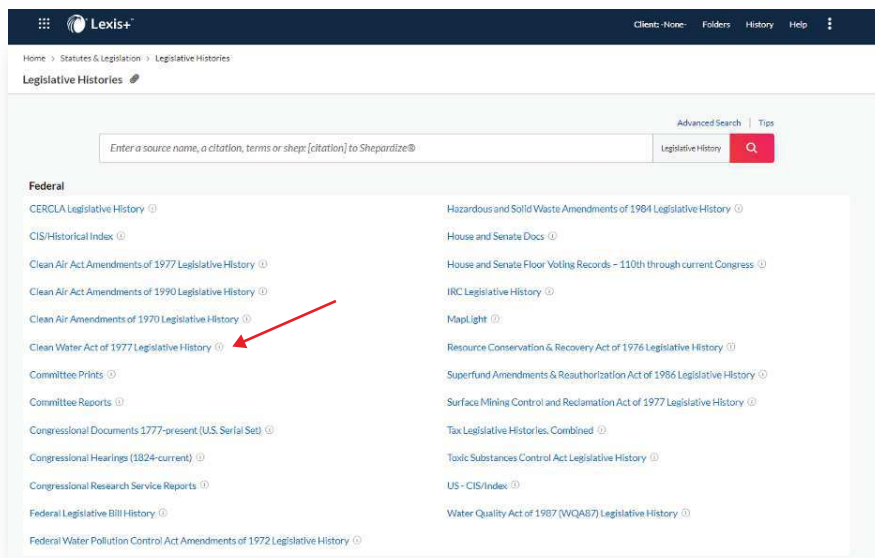 Lexis+
Client: -None- Folders History Help
Home > Statutes & Legislation > Legislative Histories
Legislative Histories
Advanced Search | Tips
Enter a source name, a citation, terms or shep: [citation] to Shepardize®
Legislative History
Federal
CERCLA Legislative History
CIS/Historical Index
Clean Air Act Amendments of 1977 Legislative History
Clean Air Act Amendments of 1990 Legislative History
Clean Air Amendments of 1970 Legislative History
Clean Water Act of 1977 Legislative History
Committee Prints
Committee Reports
Congressional Documents 1777-present (U.S. Serial Set)
Congressional Hearings (1824-current)
Congressional Research Service Reports
Federal Legislative Bill History
Federal Water Pollution Control Act Amendments of 1972 Legislative History
Hazardous and Solid Waste Amendments of 1984 Legislative History
House and Senate Docs
House and Senate Floor Voting Records – 110th through current Congress
IRC Legislative History
MapLight
Resource Conservation & Recovery Act of 1976 Legislative History
Superfund Amendments & Reauthorization Act of 1986 Legislative History
Surface Mining Control and Reclamation Act of 1977 Legislative History
Tax Legislative Histories, Combined
Toxic Substances Control Act Legislative History
US - CIS/Index
Water Quality Act of 1987 (WQA87) Legislative History